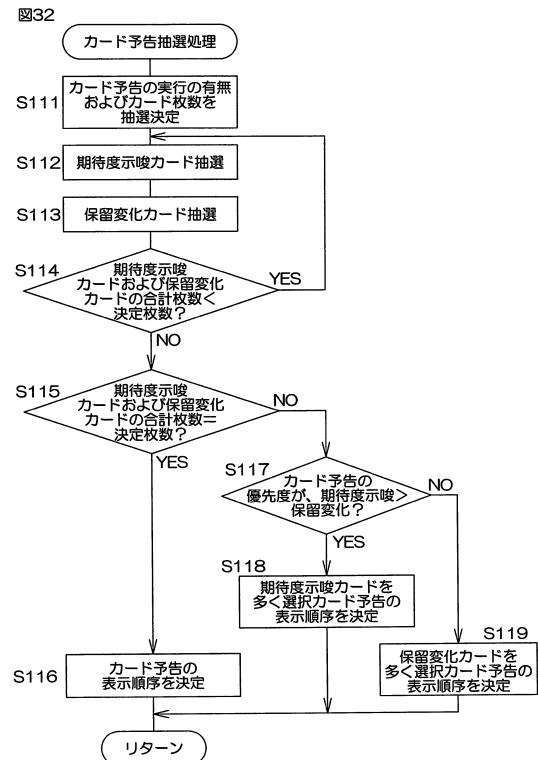 図32
カード予告抽選処理
S111
カード予告の実行の有無
およびカード枚数を
抽選決定
S112
期待度示唆カード抽選
S113
保留変化カード抽選
S114
期待度示唆
カードおよび保留変化
カードの合計枚数<
決定枚数？
YES
NO
S115
期待度示唆
カードおよび保留変化
カードの合計枚数=
決定枚数？
NO
YES
S117
カード予告の
優先度が、期待度示唆>
保留変化？
NO
YES
S118
期待度示唆カードを
多く選択カード予告の
表示順序を決定
S119
保留変化カードを
多く選択カード予告の
表示順序を決定
S116
カード予告の
表示順序を決定
リターン